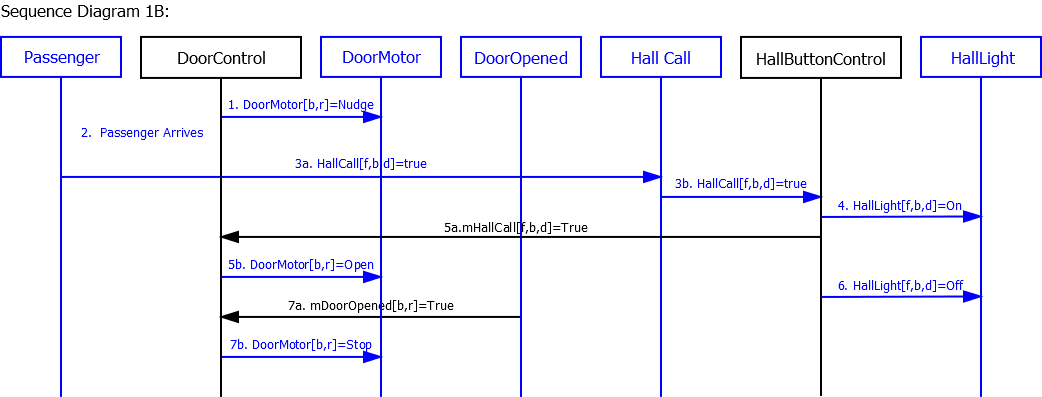 Sequence Diagram 1B:
Passenger
DoorControl
DoorMotor
DoorOpened
Hall Call
HallButtonControl
HallLight
1. DoorMotor[b,r]=Nudge
2. Passenger Arrives
3a. HallCall[f,b,d]=true
3b. HallCall[f,b,d]=true
4. HallLight[f,b,d]=On
5a.mHallCall[f,b,d]=True
5b. DoorMotor[b,r]=Open
6. HallLight[f,b,d]=Off
7a. mDoorOpened[b,r]=True
7b. DoorMotor[b,r]=Stop